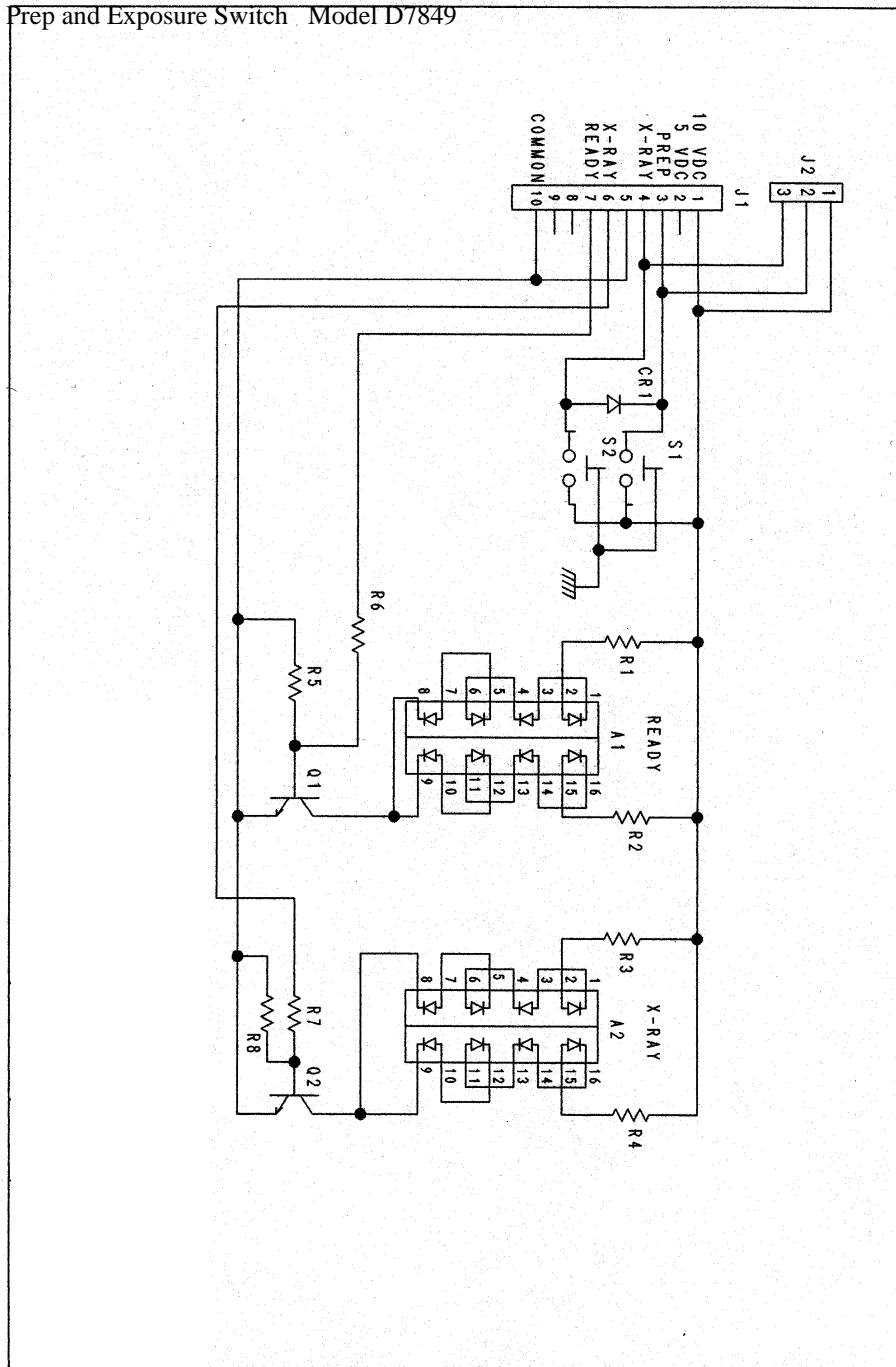 Prep and Exposure Switch Model D7849
J2
1
2
3
J1
10 VDC
5 VDC
PREP
X-RAY
X-RAY
READY
COMMON
1
2
3
4
5
6
7
8
9
10
CR1
S1
S2
R1
READY
A1
1
2
3
4
5
6
7
8
16
15
14
13
12
11
10
9
R2
R6
R5
Q1
R3
X-RAY
A2
1
2
3
4
5
6
7
8
16
15
14
13
12
11
10
9
R4
R7
R8
Q2